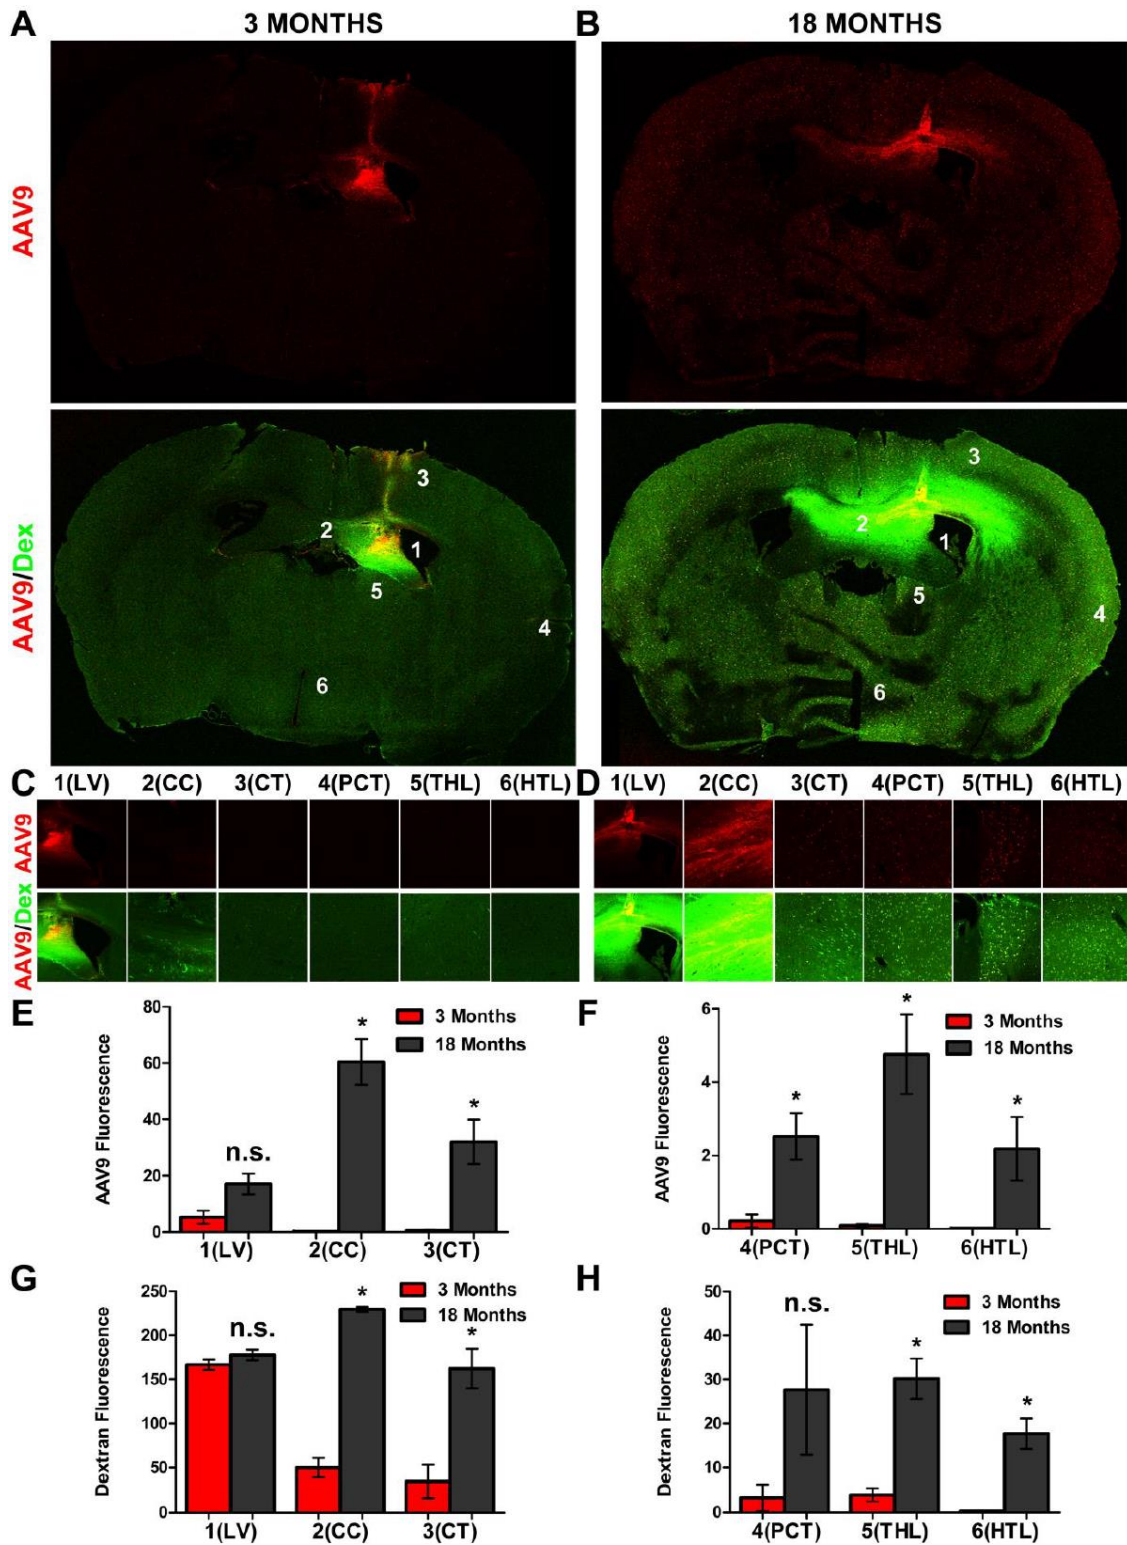 A 3 MONTHS B 18 MONTHS
AAV9
3
2 1
5
4
6
3
2 1
5 4
6
AAV9/Dex
C 1(LV) 2(CC) 3(CT) 4(PCT) 5(THL) 6(HTL) D 1(LV) 2(CC) 3(CT) 4(PCT) 5(THL) 6(HTL)
AAV9
AAV9/Dex
E
AAV9 Fluorescence
80
60
40
20
0
3 Months
18 Months
n.s.
*
*
1(LV) 2(CC) 3(CT)
F
AAV9 Fluorescence
6
4
2
0
3 Months
18 Months
*
*
*
4(PCT) 5(THL) 6(HTL)
G
Dextran Fluorescence
250
200
150
100
50
0
3 Months
18 Months
n.s.
*
*
1(LV) 2(CC) 3(CT)
H
Dextran Fluorescence
50
40
30
20
10
0
3 Months
18 Months
n.s.
*
*
4(PCT) 5(THL) 6(HTL)